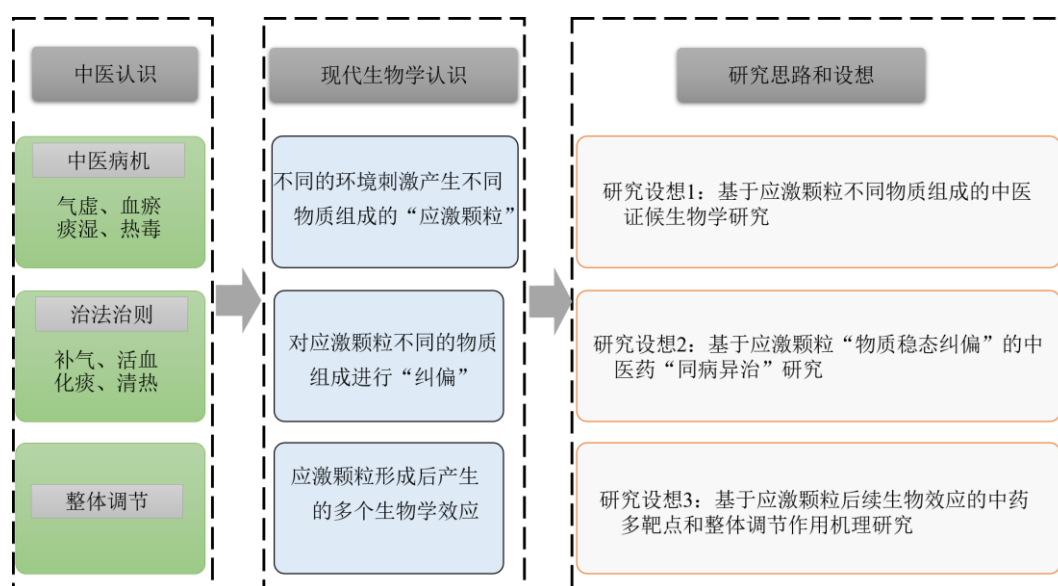 中医认识
现代生物学认识
研究思路和设想
中医病机
气虚、血瘀
痰湿、热毒
不同的环境刺激产生不同
物质组成的“应激颗粒”
研究设想1：基于应激颗粒不同物质组成的中医
证候生物学研究
治法治则
补气、活血
化痰、清热
对应激颗粒不同的物质
组成进行“纠偏”
研究设想2：基于应激颗粒“物质稳态纠偏”的中
医药“同病异治”研究
整体调节
应激颗粒形成后产生
的多个生物学效应
研究设想3：基于应激颗粒后续生物效应的中药
多靶点和整体调节作用机理研究